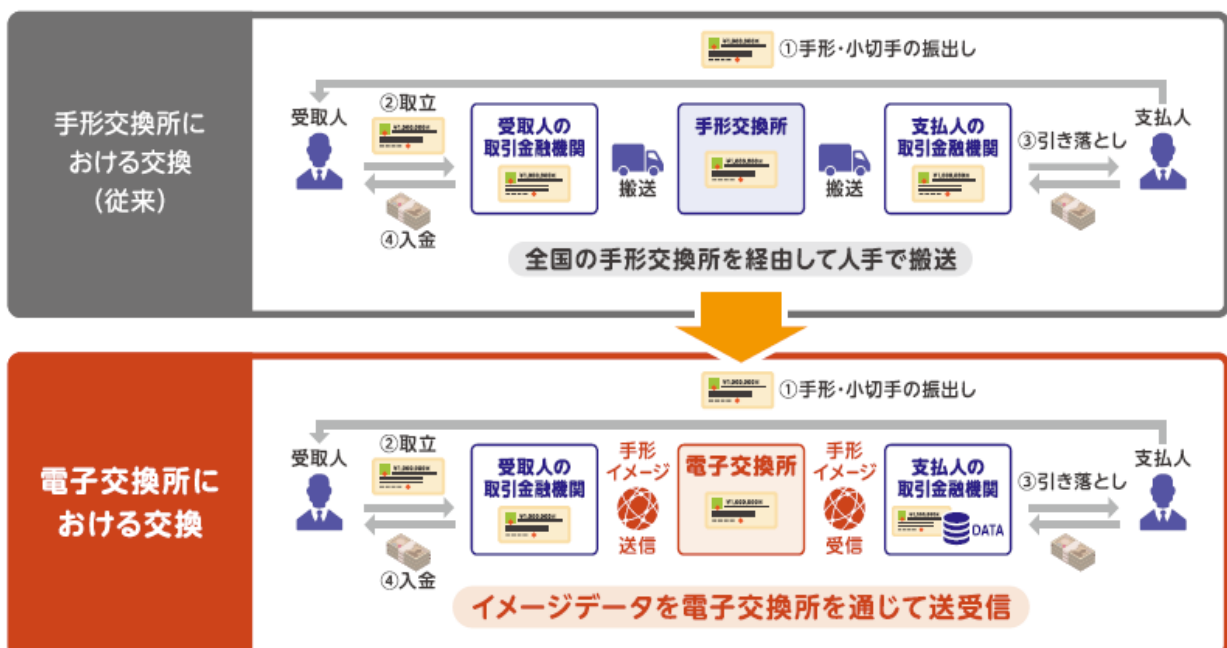 手形交換所に
おける交換
(従来)
①手形・小切手の振出し
受取人
②取立
④入金
受取人の
取引金融機関
搬送
手形交換所
搬送
支払人の
取引金融機関
③引き落とし
支払人
全国の手形交換所を経由して人手で搬送
電子交換所に
おける交換
①手形・小切手の振出し
受取人
②取立
④入金
受取人の
取引金融機関
手形
イメージ
送信
電子交換所
手形
イメージ
受信
支払人の
取引金融機関
DATA
③引き落とし
支払人
イメージデータを電子交換所を通じて送受信